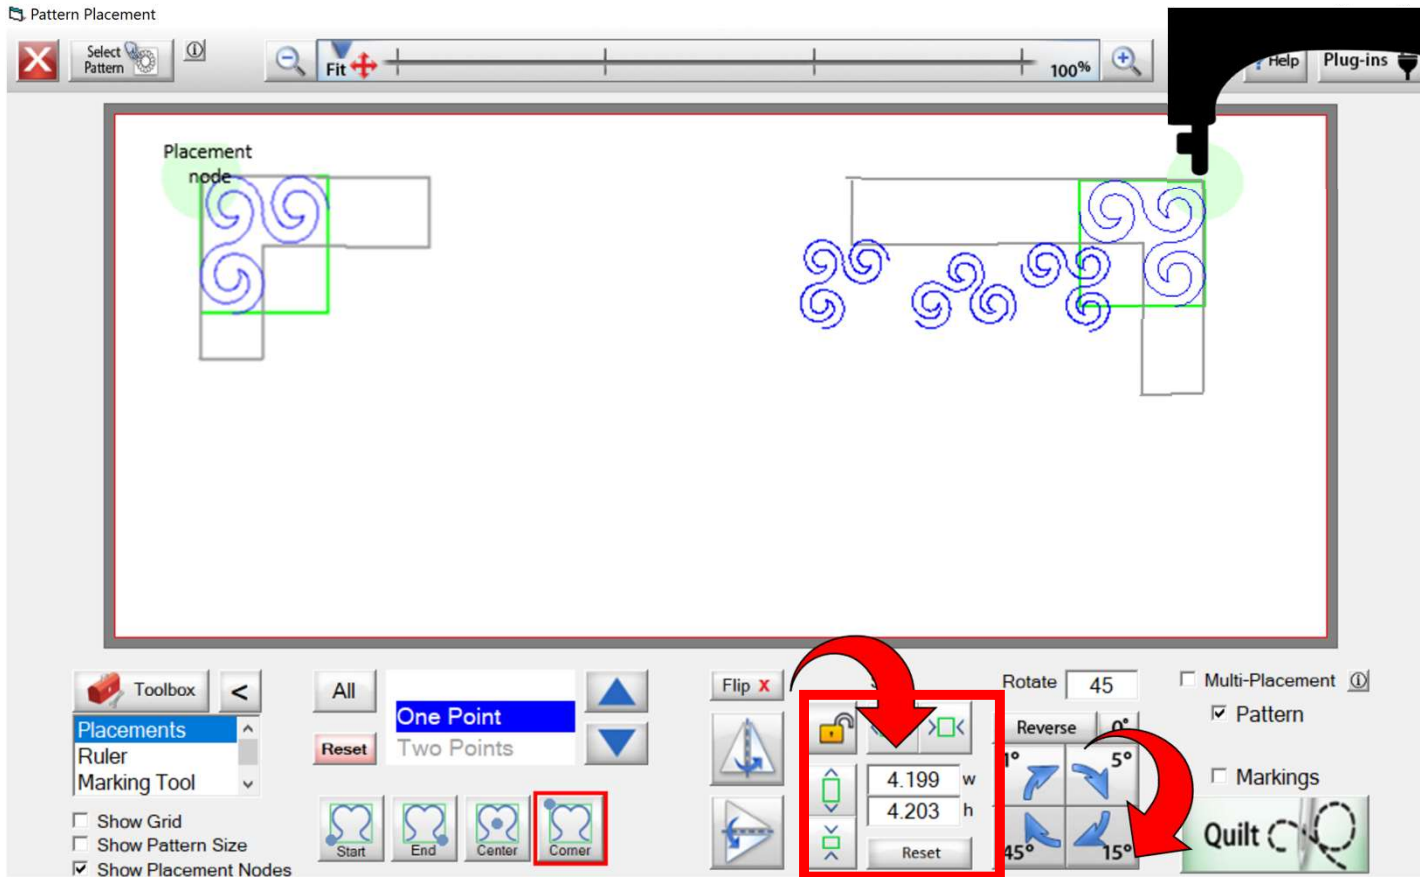 Pattern Placement
Select
Pattern
Fit
100%
Help
Plug-ins
Placement
node
Toolbox
<
Placements
Ruler
Marking Tool
Show Grid
Show Pattern Size
Show Placement Nodes
All
Reset
One Point
Two Points
Start
End
Center
Corner
Flip X
4.199 w
4.203 h
Reset
Rotate 45
Reverse
0°
1°
5°
45°
15°
Multi-Placement
Pattern
Markings
Quilt